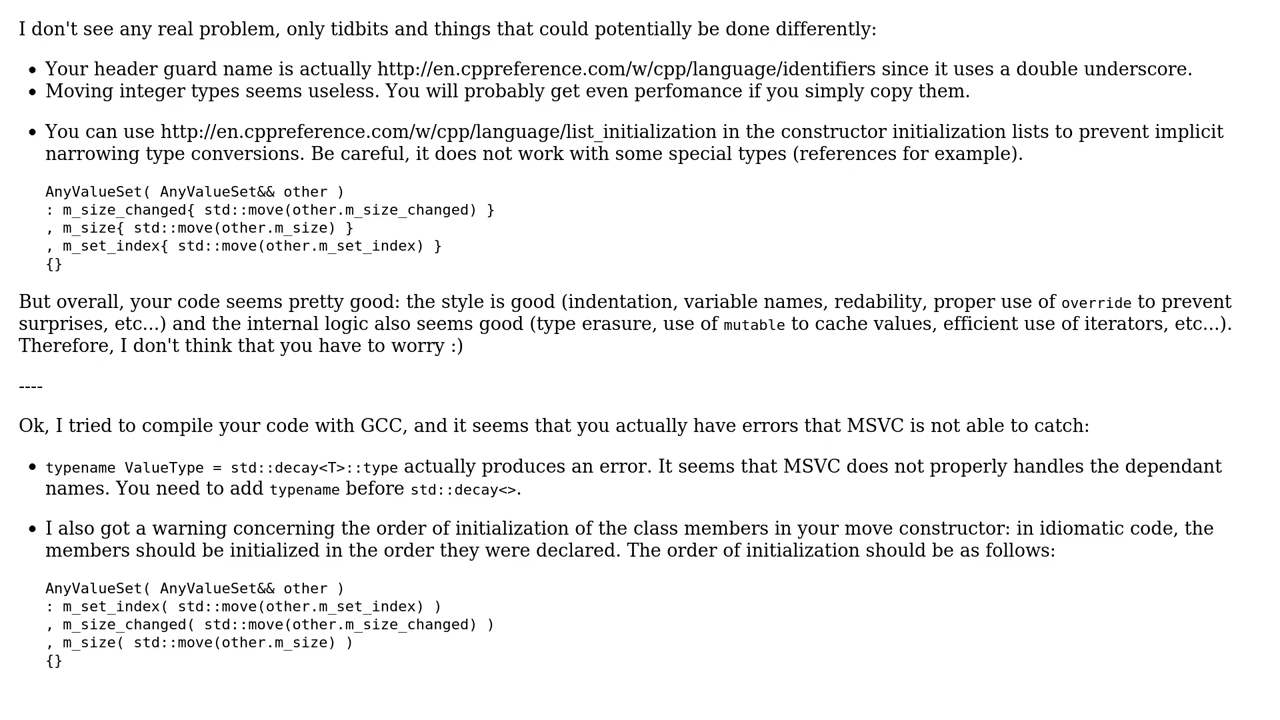 I don't see any real problem, only tidbits and things that could potentially be done differently:
• Your header guard name is actually http://en.cppreference.com/w/cpp/language/identifiers since it uses a double underscore.
• Moving integer types seems useless. You will probably get even perfomance if you simply copy them.
• You can use http://en.cppreference.com/w/cpp/language/list_initialization in the constructor initialization lists to prevent implicit
narrowing type conversions. Be careful, it does not work with some special types (references for example).
AnyValueSet( AnyValueSet&& other )
: m_size_changed{ std::move(other.m_size_changed) }
, m_size{ std::move(other.m_size) }
, m_set_index{ std::move(other.m_set_index) }
{}
But overall, your code seems pretty good: the style is good (indentation, variable names, redability, proper use of override to prevent
surprises, etc...) and the internal logic also seems good (type erasure, use of mutable to cache values, efficient use of iterators, etc...).
Therefore, I don't think that you have to worry :)
----
Ok, I tried to compile your code with GCC, and it seems that you actually have errors that MSVC is not able to catch:
• typename ValueType = std::decay<T>::type actually produces an error. It seems that MSVC does not properly handles the dependant
names. You need to add typename before std::decay<>.
• I also got a warning concerning the order of initialization of the class members in your move constructor: in idiomatic code, the
members should be initialized in the order they were declared. The order of initialization should be as follows:
AnyValueSet( AnyValueSet&& other )
: m_set_index( std::move(other.m_set_index) )
, m_size_changed( std::move(other.m_size_changed) )
, m_size( std::move(other.m_size) )
{}